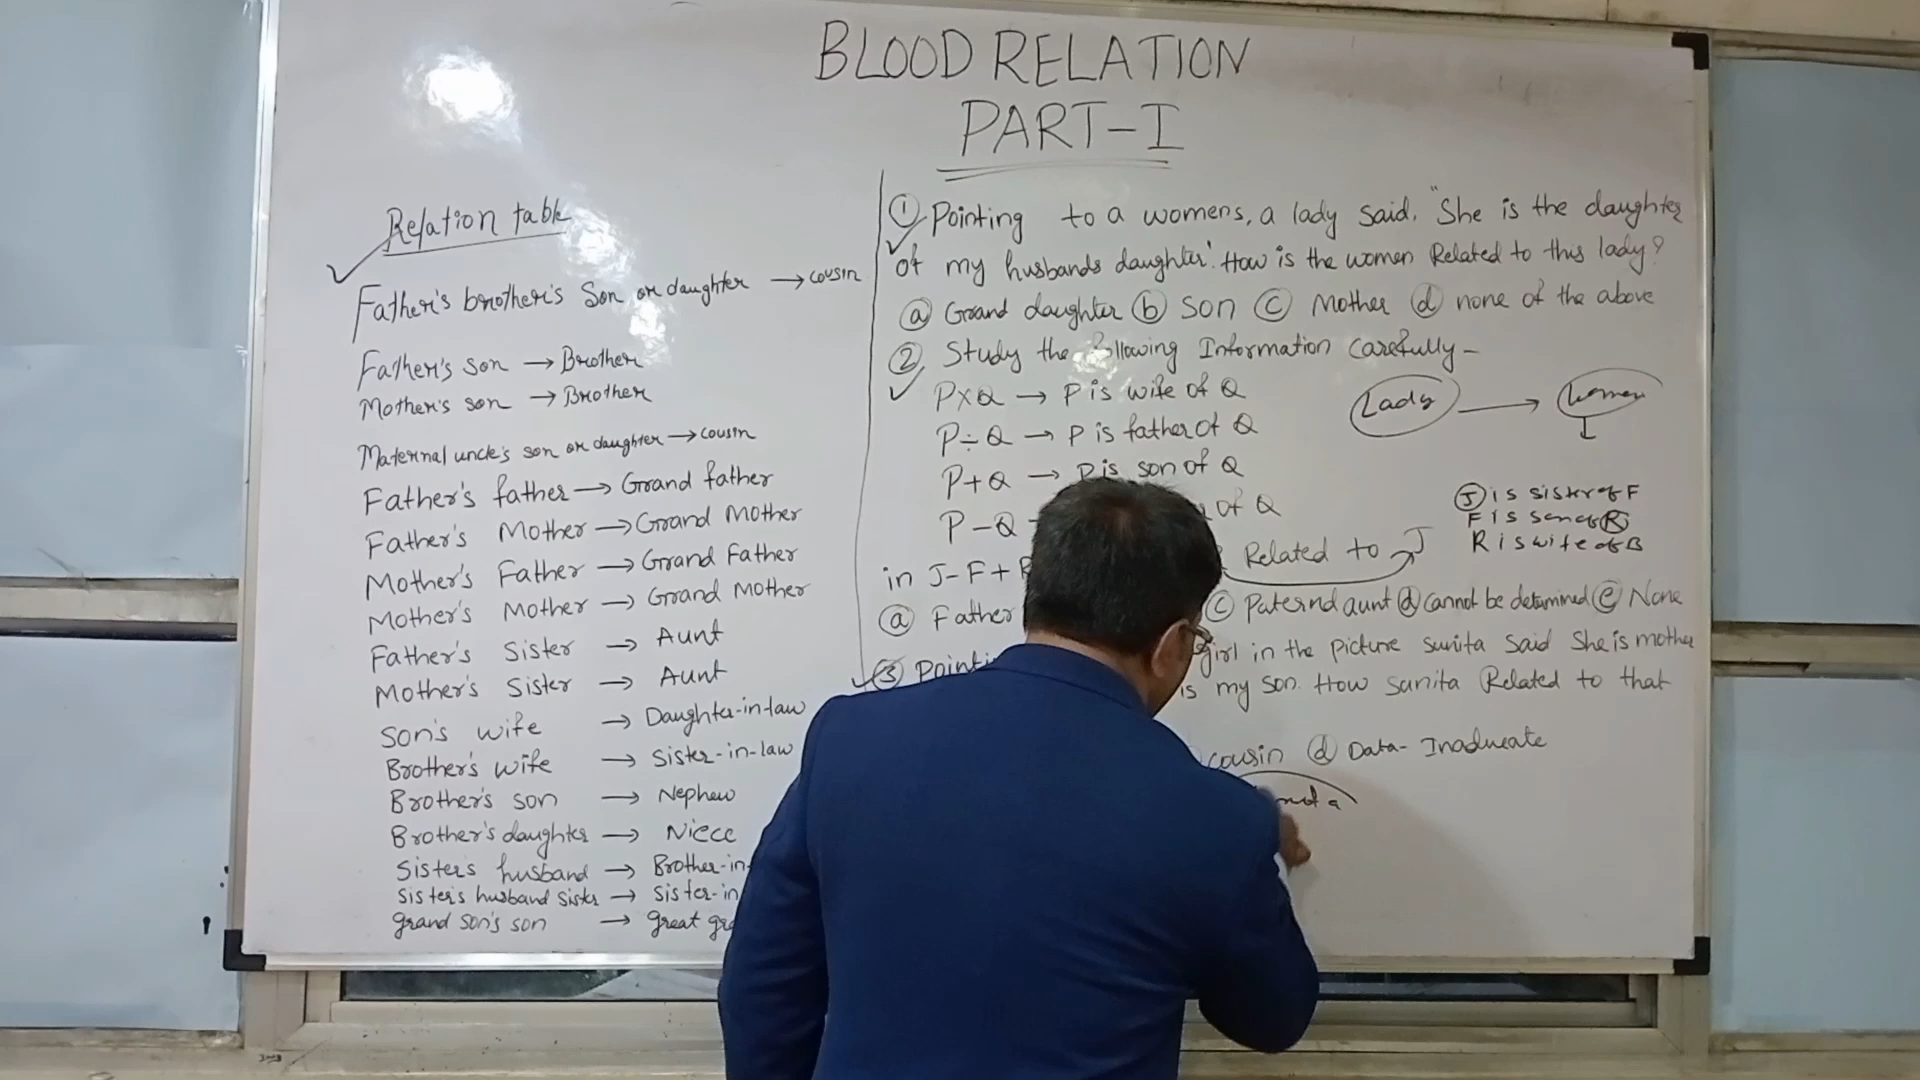 BLOOD RELATION
PART-I
Relation table
Father's brother's Son or daughter → cousin
Father's son → Brother
Mother's son → Brother
Maternal uncle's son or daughter → cousin
Father's father → Grand father
Father's Mother → Grand Mother
Mother's Father → Grand Father
Mother's Mother → Grand Mother
Father's Sister → Aunt
Mother's Sister → Aunt
Son's wife → Daughter-in-law
Brother's wife → Sister-in-law
Brother's son → Nephew
Brother's daughter → Niece
Sister's husband → Brother-in-
Sister's husband sister → Sister-in
Grand son's son → great
① Pointing to a womens, a lady said, "She is the daughter
of my husbands daughter". How is the women Related to this lady?
ⓐ Grand daughter ⓑ Son ⓒ Mother ⓓ none of the above
② Study the following Information carefully-
P×Q → P is wife of Q
P÷Q → P is father of Q
P+Q → P is son of Q
P-Q of Q
in J-F+R Related to J
ⓐ Father ⓒ Paternal aunt ⓓ Cannot be determined ⓔ None
③ girl in the picture sunita said She is mother
is my son. How sunita Related to that
cousin ⓓ Data- Inaducate
Lady → women
I
J is sister of F
F is son of R
R is wife of B